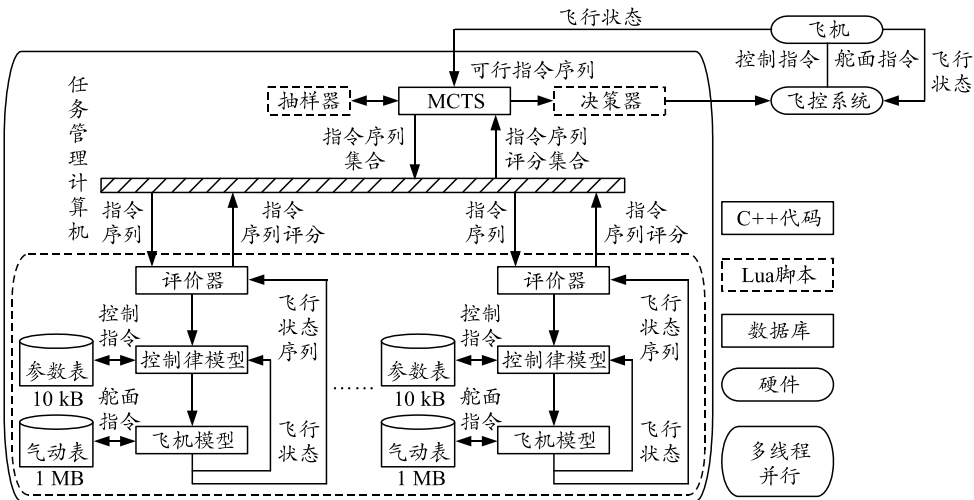 飞行状态
飞机
控制指令
舵面指令
飞行
状态
飞控系统
任务管理计算机
可行指令序列
抽样器
MCTS
决策器
指令序列
集合
指令序列
评分集合
指令
序列
指令
序列评分
指令
序列
指令
序列评分
评价器
控制
指令
飞行
状态
序列
参数表
10 kB
控制律模型
舵面
指令
气动表
1 MB
飞机模型
飞行
状态
……
评价器
控制
指令
飞行
状态
序列
参数表
10 kB
控制律模型
舵面
指令
气动表
1 MB
飞机模型
飞行
状态
C++代码
Lua脚本
数据库
硬件
多线程
并行